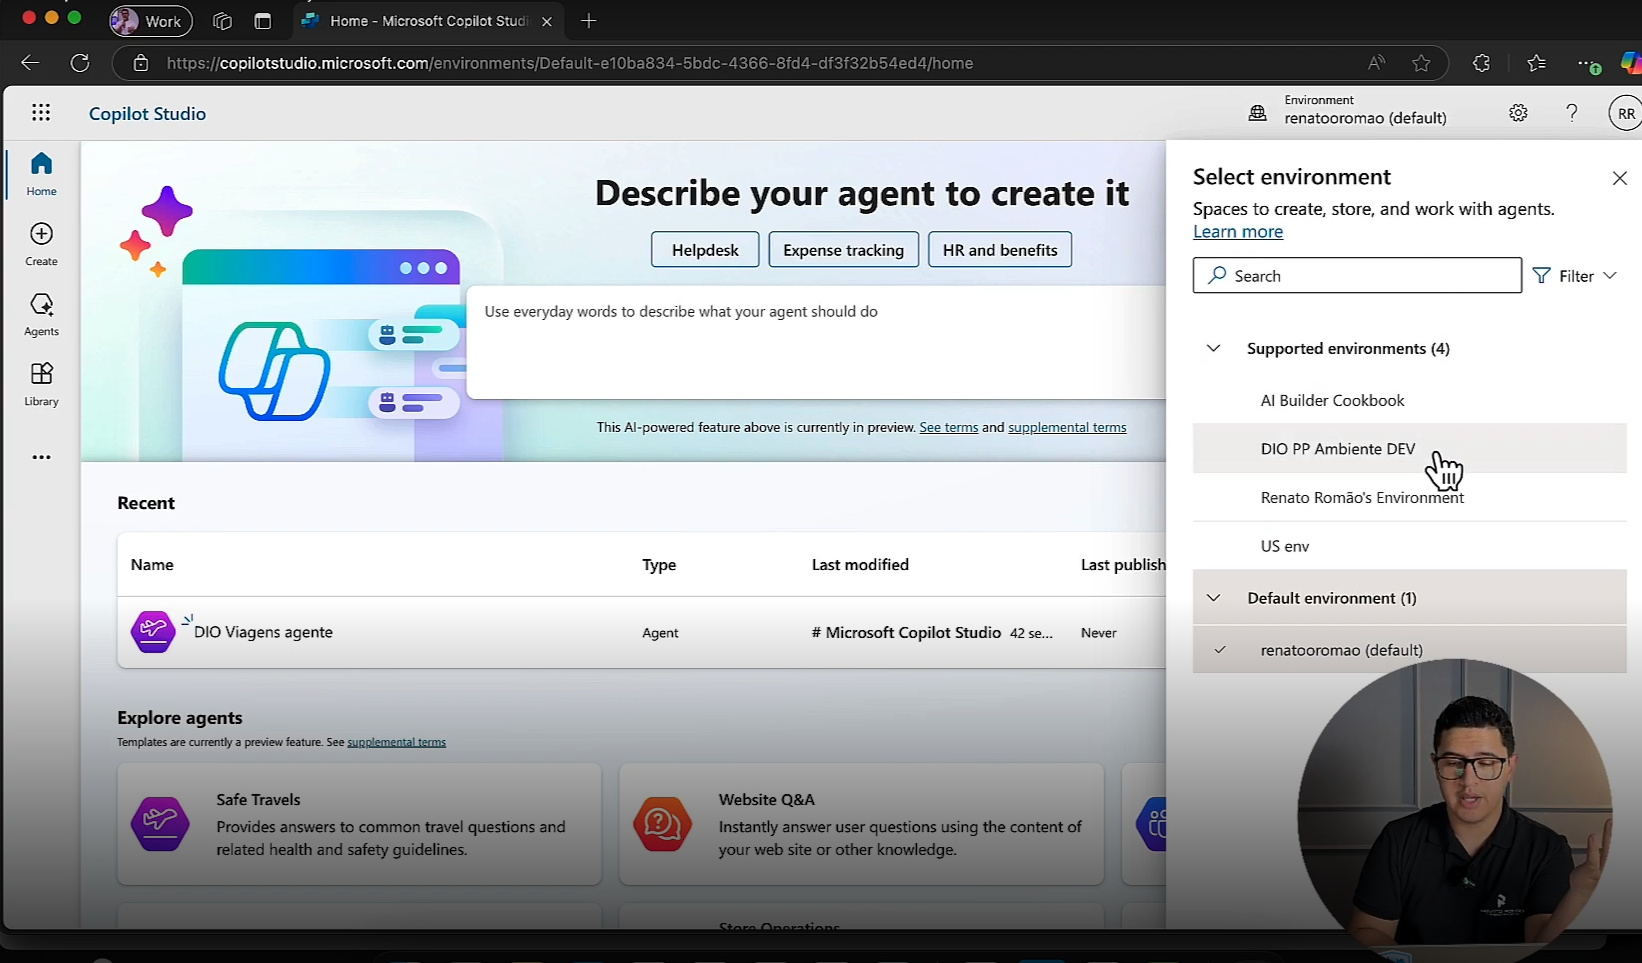 Work
Home - Microsoft Copilot Studi
https://copilotstudio.microsoft.com/environments/Default-e10ba834-5bdc-4366-8fd4-df3f32b54ed4/home
Copilot Studio
Environment
renatooromao (default)
?
RR
Home
Create
Agents
Library
Describe your agent to create it
Helpdesk
Expense tracking
HR and benefits
Use everyday words to describe what your agent should do
This AI-powered feature above is currently in preview. See terms and supplemental terms
Recent
Name
Type
Last modified
Last publish
DIO Viagens agente
Agent
# Microsoft Copilot Studio 42 se...
Never
Explore agents
Templates are currently a preview feature. See supplemental terms
Safe Travels
Provides answers to common travel questions and
related health and safety guidelines.
Website Q&A
Instantly answer user questions using the content of
your web site or other knowledge.
Store Operations
Select environment
Spaces to create, store, and work with agents.
Learn more
Search
Filter
Supported environments (4)
AI Builder Cookbook
DIO PP Ambiente DEV
Renato Romão's Environment
US env
Default environment (1)
renatooromao (default)